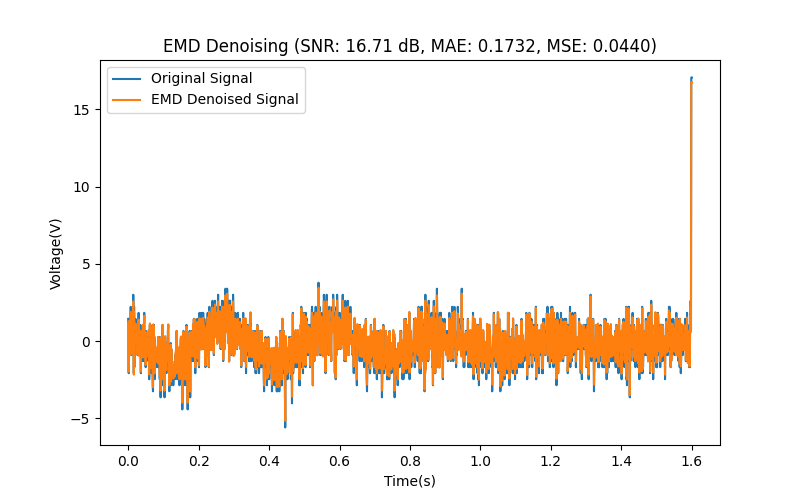 EMD Denoising (SNR: 16.71 dB, MAE: 0.1732, MSE: 0.0440)
Original Signal
EMD Denoised Signal
Voltage(V)
15
10
5
0
−5
0.0 0.2 0.4 0.6 0.8 1.0 1.2 1.4 1.6
Time(s)